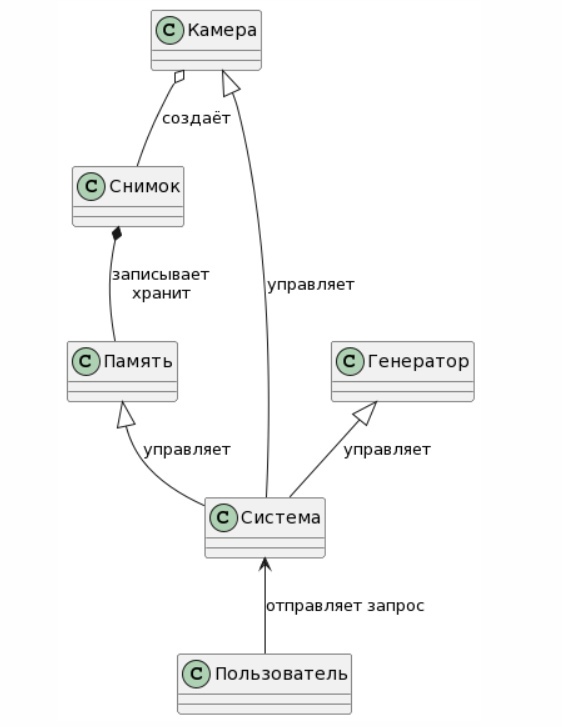 C Камера
создаёт
C Снимок
записывает
хранит
управляет
C Память
C Генератор
управляет
управляет
C Система
отправляет запрос
C Пользователь